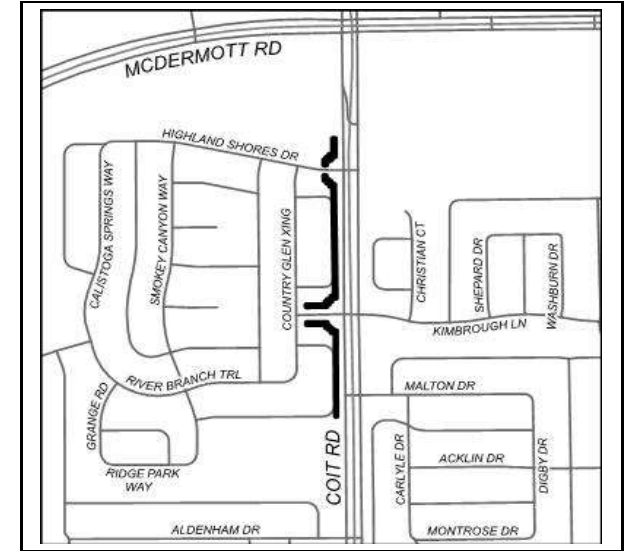 MCDERMOTT RD
HIGHLAND SHORES DR
CALISTOGA SPRINGS WAY
SMOKEY CANYON WAY
COUNTRY GLEN XING
CHRISTIAN CT
SHEPARD DR
WASHBURN DR
KIMBROUGH LN
RIVER BRANCH TRL
MALTON DR
GRANGE RD
COIT RD
CARLYLE DR
ACKLIN DR
DIGBY DR
RIDGE PARK
WAY
ALDENHAM DR
MONTROSE DR